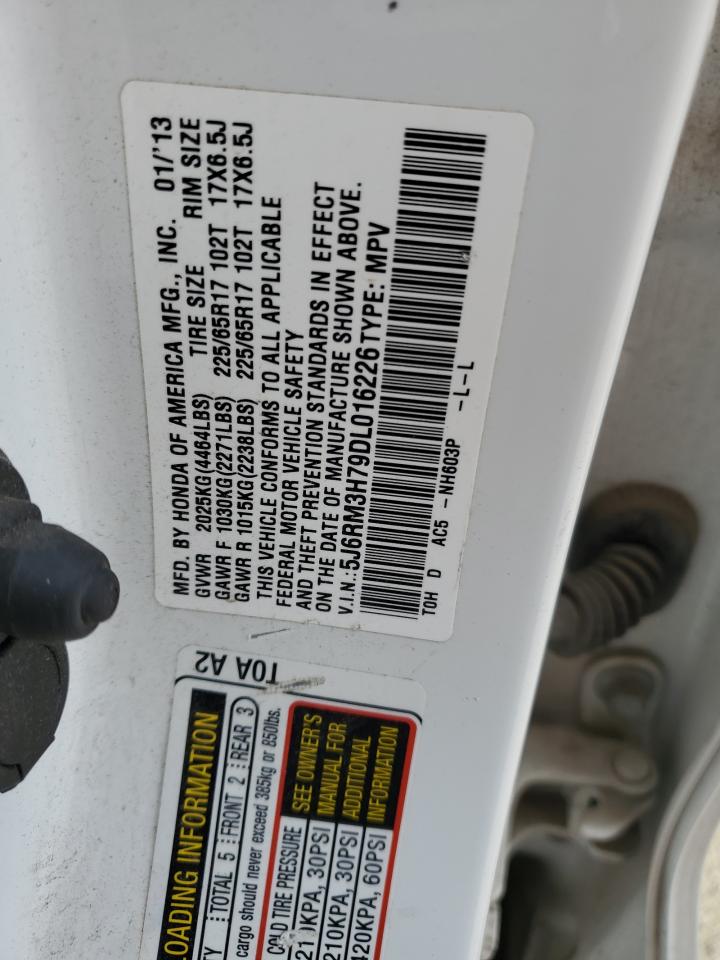 MFD. BY HONDA OF AMERICA MFG., INC. 01/'13
GVWR 2025KG(4464LBS) TIRE SIZE RIM SIZE
GAWR F 1030KG(2271LBS) 225/65R17 102T 17X6.5J
GAWR R 1015KG(2238LBS) 225/65R17 102T 17X6.5J
THIS VEHICLE CONFORMS TO ALL APPLICABLE
FEDERAL MOTOR VEHICLE SAFETY
AND THEFT PREVENTION STANDARDS IN EFFECT
ON THE DATE OF MANUFACTURE SHOWN ABOVE.
V.I.N.:5J6RM3H79DL016226 TYPE: MPV
TOH D AC5 -NH603P -L-L
T0A A2
LOADING INFORMATION
TOTAL 5 FRONT 2 REAR 3
cargo should never exceed 385kg or 850lbs.
COLD TIRE PRESSURE
210KPA, 30PSI
210KPA, 30PSI
420KPA, 60PSI
SEE OWNER'S
MANUAL FOR
ADDITIONAL
INFORMATION